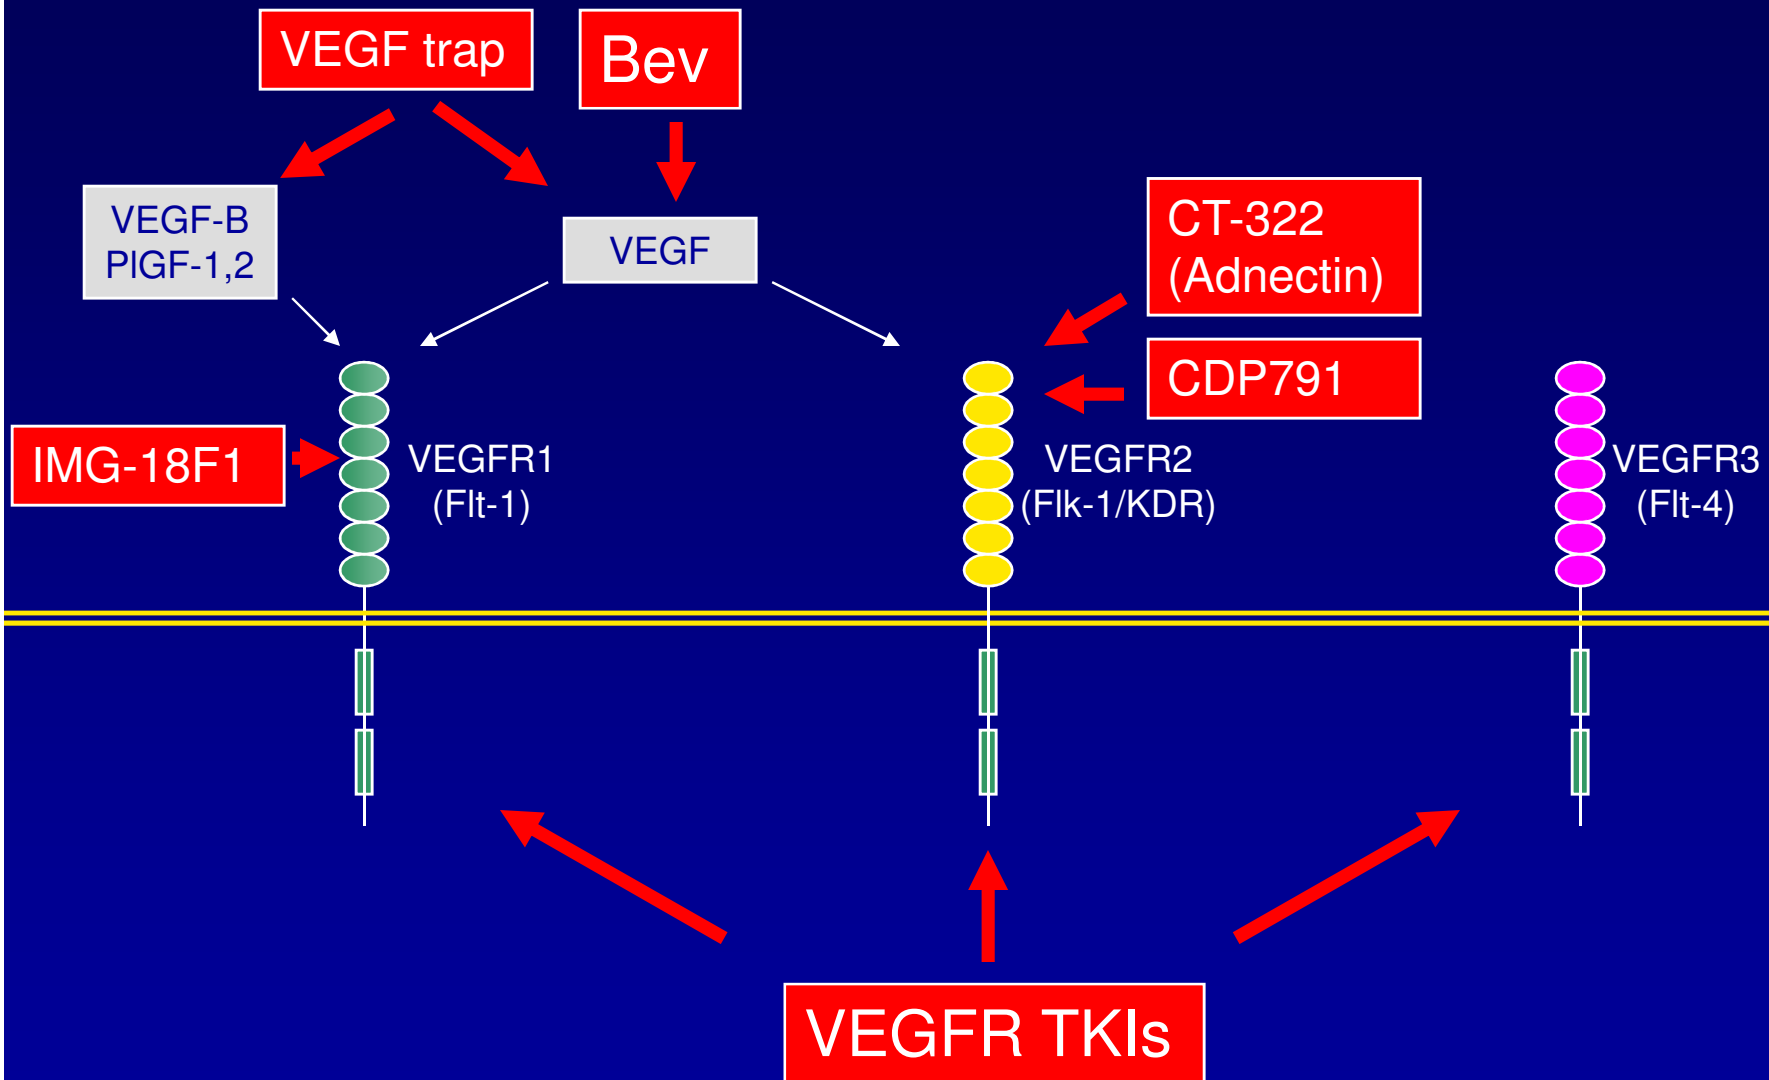 VEGF trap
Bev
VEGF-B
PlGF-1,2
VEGF
CT-322
(Adnectin)
CDP791
IMG-18F1
VEGFR1
(Flt-1)
VEGFR2
(Flk-1/KDR)
VEGFR3
(Flt-4)
VEGFR TKIs